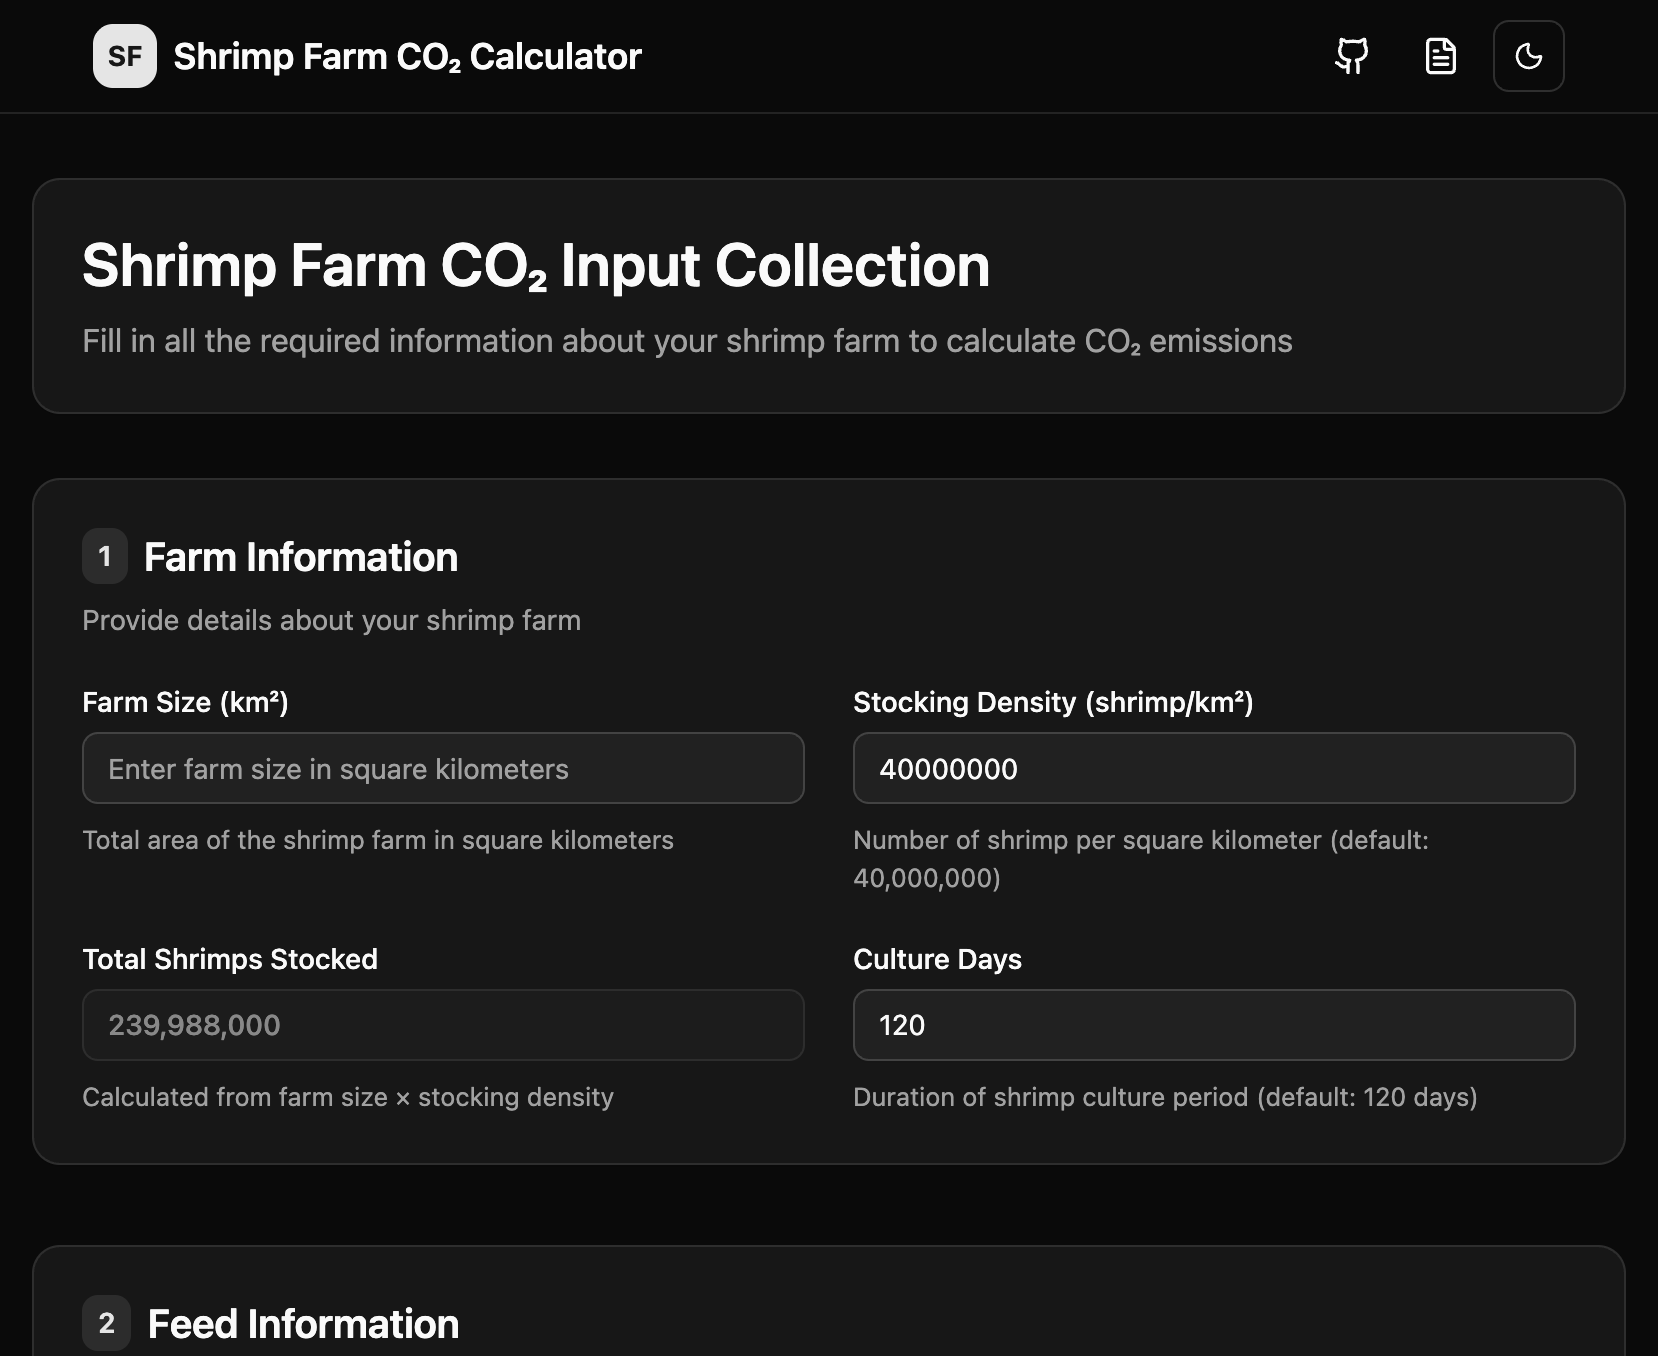 SF Shrimp Farm CO₂ Calculator
Shrimp Farm CO₂ Input Collection
Fill in all the required information about your shrimp farm to calculate CO₂ emissions
1 Farm Information
Provide details about your shrimp farm
Farm Size (km²)
Enter farm size in square kilometers
Total area of the shrimp farm in square kilometers
Stocking Density (shrimp/km²)
40000000
Number of shrimp per square kilometer (default:
40,000,000)
Total Shrimps Stocked
239,988,000
Calculated from farm size × stocking density
Culture Days
120
Duration of shrimp culture period (default: 120 days)
2 Feed Information